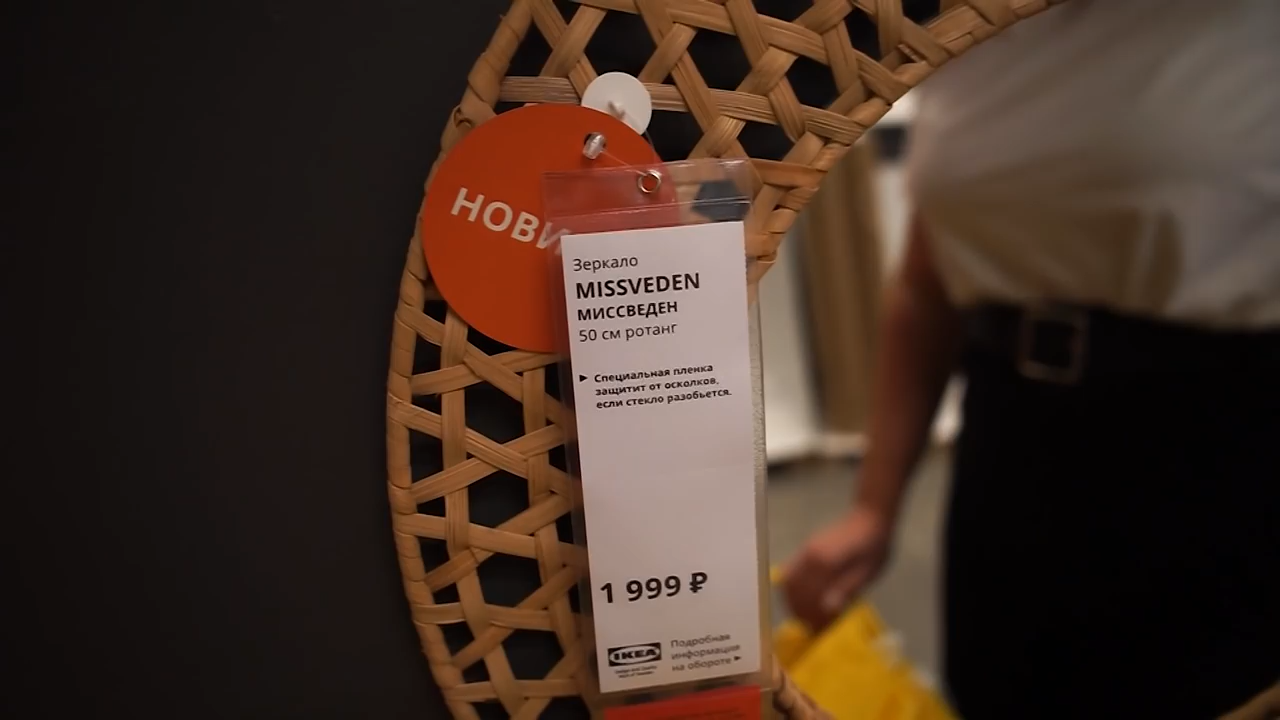 НОВИ
Зеркало
MISSVEDEN
МИССВЕДЕН
50 см ротанг
► Специальная пленка
защитит от осколков,
если стекло разобьется.
1 999 ₽
IKEA
Подробная
информация
на обороте ►